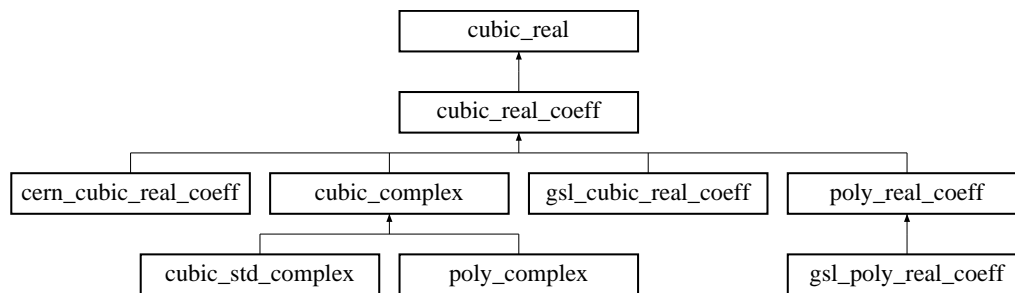 cubic_real
cubic_real_coeff
cern_cubic_real_coeff cubic_complex gsl_cubic_real_coeff poly_real_coeff
cubic_std_complex poly_complex gsl_poly_real_coeff